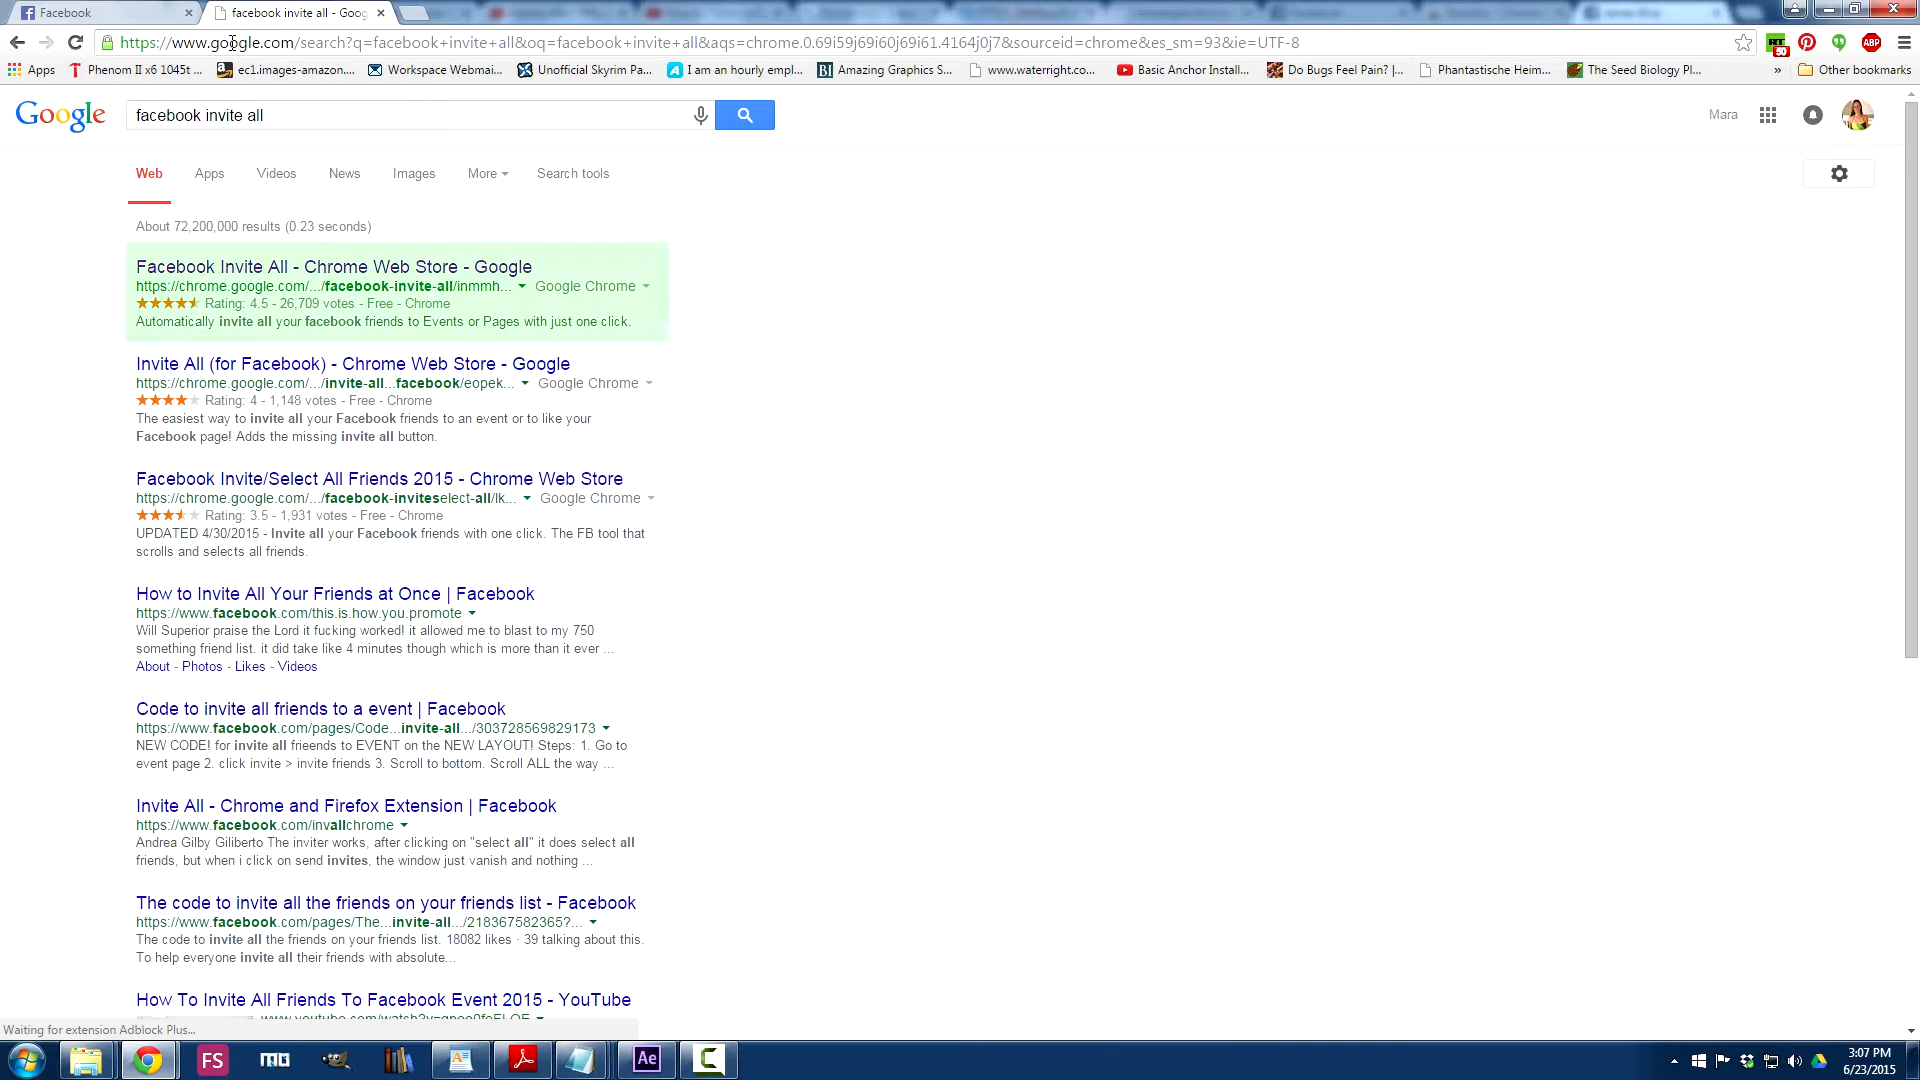 Facebook
facebook invite all - Goog
https://www.google.com/search?q=facebook+invite+all&oq=facebook+invite+all&aqs=chrome.0.69i59j69i60j69i61.4164j0j7&sourceid=chrome&es_sm=93&ie=UTF-8
ABP
Apps
Phenom II x6 1045t ...
ec1.images-amazon....
Workspace Webmai...
Unofficial Skyrim Pa...
I am an hourly empl...
Amazing Graphics S...
www.waterright.co...
Basic Anchor Install...
Do Bugs Feel Pain? |...
Phantastische Heim...
The Seed Biology Pl...
»
Other bookmarks
Google
facebook invite all
Mara
Web
Apps
Videos
News
Images
More
Search tools
About 72,200,000 results (0.23 seconds)
Facebook Invite All - Chrome Web Store - Google
https://chrome.google.com/.../facebook-invite-all/inmmh... Google Chrome
Rating: 4.5 - 26,709 votes - Free - Chrome
Automatically invite all your facebook friends to Events or Pages with just one click.
Invite All (for Facebook) - Chrome Web Store - Google
https://chrome.google.com/.../invite-all...facebook/eopek... Google Chrome
Rating: 4 - 1,148 votes - Free - Chrome
The easiest way to invite all your Facebook friends to an event or to like your
Facebook page! Adds the missing invite all button.
Facebook Invite/Select All Friends 2015 - Chrome Web Store
https://chrome.google.com/.../facebook-inviteselect-all/lk... Google Chrome
Rating: 3.5 - 1,931 votes - Free - Chrome
UPDATED 4/30/2015 - Invite all your Facebook friends with one click. The FB tool that
scrolls and selects all friends.
How to Invite All Your Friends at Once | Facebook
https://www.facebook.com/this.is.how.you.promote
Will Superior praise the Lord it fucking worked! it allowed me to blast to my 750
something friend list. it did take like 4 minutes though which is more than it ever ...
About - Photos - Likes - Videos
Code to invite all friends to a event | Facebook
https://www.facebook.com/pages/Code...invite-all.../303728569829173
NEW CODE! for invite all frieends to EVENT on the NEW LAYOUT! Steps: 1. Go to
event page 2. click invite > invite friends 3. Scroll to bottom. Scroll ALL the way ...
Invite All - Chrome and Firefox Extension | Facebook
https://www.facebook.com/invallchrome
Andrea Gilby Giliberto The inviter works, after clicking on "select all" it does select all
friends, but when i click on send invites, the window just vanish and nothing ...
The code to invite all the friends on your friends list - Facebook
https://www.facebook.com/pages/The...invite-all.../218367582365?...
The code to invite all the friends on your friends list. 18082 likes · 39 talking about this.
To help everyone invite all their friends with absolute...
How To Invite All Friends To Facebook Event 2015 - YouTube
Waiting for extension Adblock Plus...
FS
Ae
3:07 PM
6/23/2015